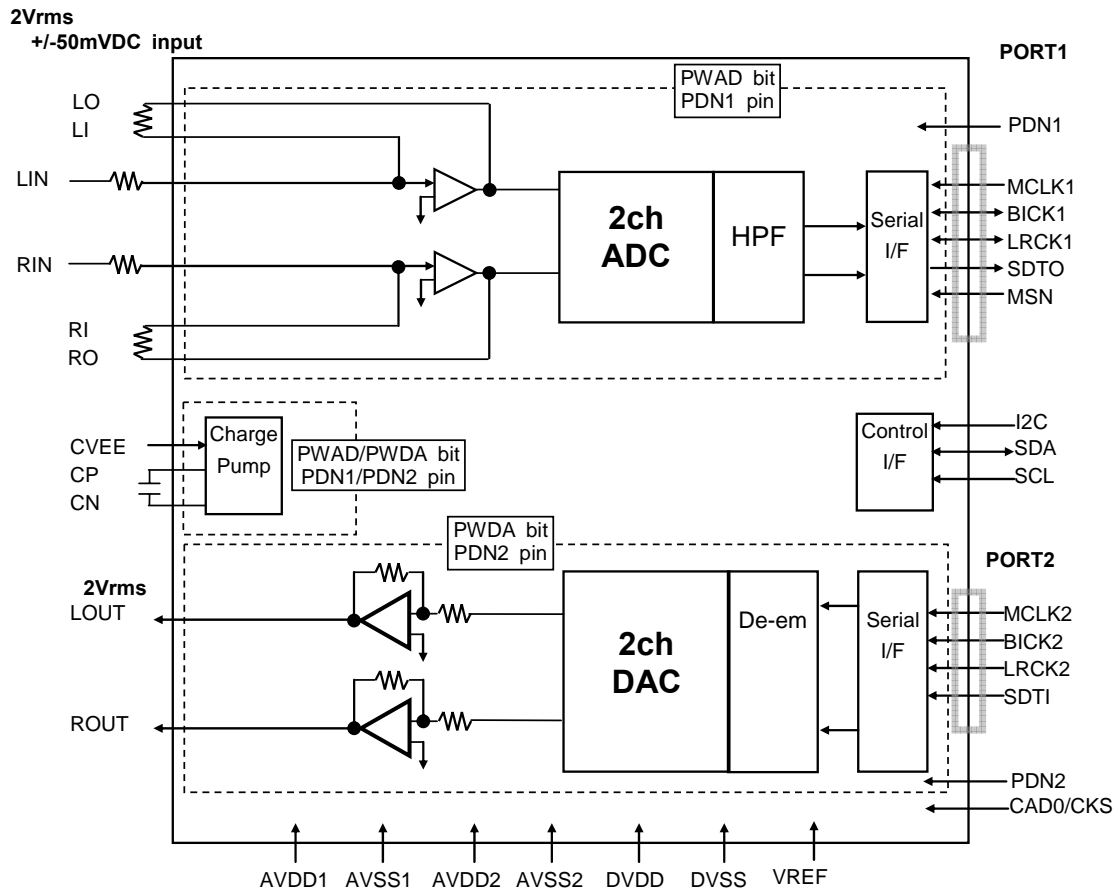 2Vrms
+/-50mVDC input
PORT1
PWAD bit
PDN1 pin
LO
LI
LIN
RIN
RI
RO
2ch
ADC
HPF
Serial
I/F
PDN1
MCLK1
BICK1
LRCK1
SDTO
MSN
CVEE
CP
CN
Charge
Pump
PWAD/PWDA bit
PDN1/PDN2 pin
Control
I/F
I2C
SDA
SCL
PWDA bit
PDN2 pin
PORT2
2Vrms
LOUT
ROUT
2ch
DAC
De-em
Serial
I/F
MCLK2
BICK2
LRCK2
SDTI
PDN2
CAD0/CKS
AVDD1 AVSS1 AVDD2 AVSS2 DVDD DVSS VREF